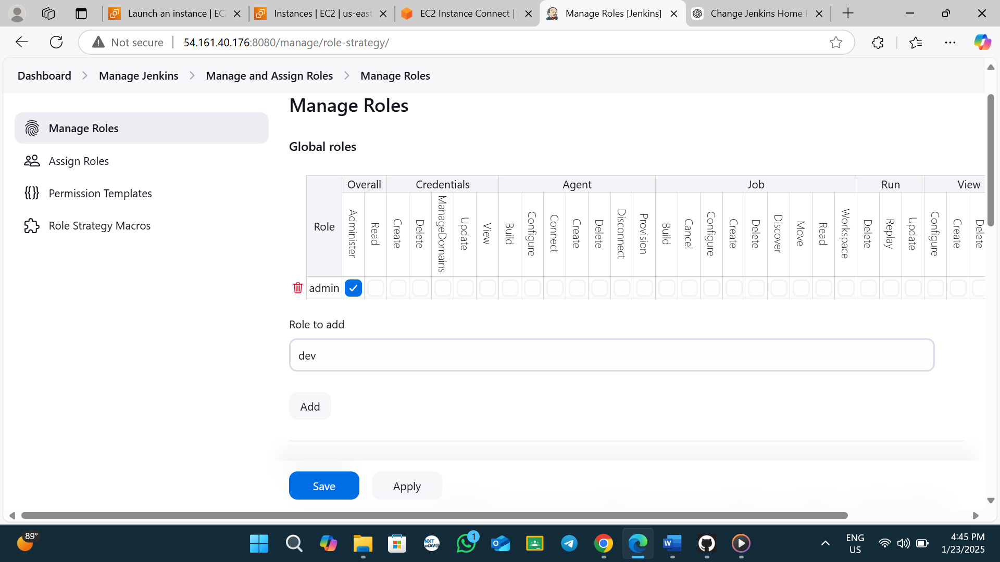 Launch an instance | EC
Instances | EC2 | us-east
EC2 Instance Connect |
Manage Roles [Jenkins]
Change Jenkins Home P
Not secure
54.161.40.176:8080/manage/role-strategy/
Dashboard
Manage Jenkins
Manage and Assign Roles
Manage Roles
Manage Roles
Assign Roles
Permission Templates
Role Strategy Macros
Manage Roles
Global roles
Role
Overall
Credentials
Agent
Job
Run
View
Administer
Read
Create
Delete
ManageDomains
Update
View
Build
Configure
Connect
Create
Delete
Disconnect
Provision
Build
Cancel
Configure
Create
Delete
Discover
Move
Read
Workspace
Delete
Replay
Update
Configure
Create
Delete
admin
Role to add
dev
Add
Save
Apply
89°
NXT
WAVE
1
ENG
US
4:45 PM
1/23/2025